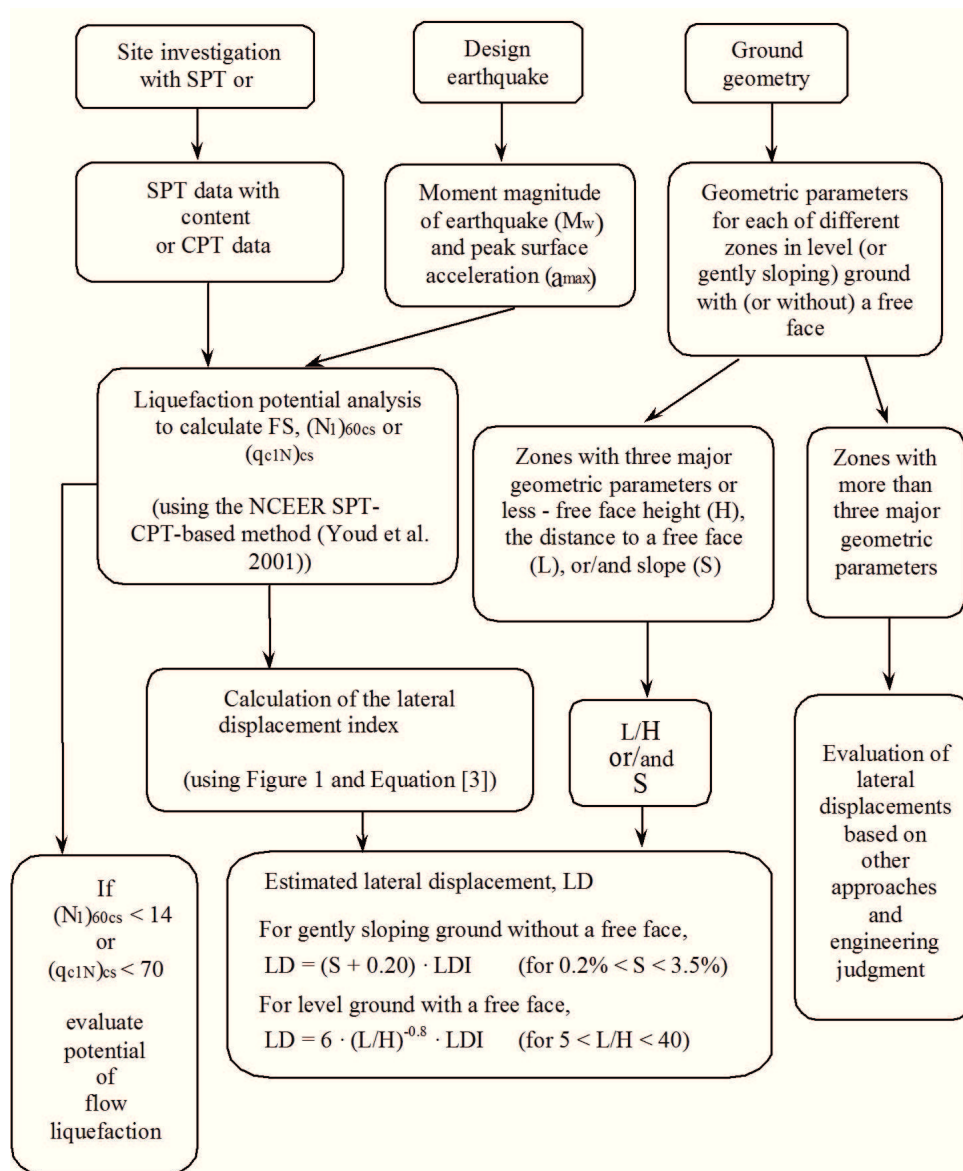 Site investigation
with SPT or
Design
earthquake
Ground
geometry
SPT data with
content
or CPT data
Moment magnitude
of earthquake (Mw)
and peak surface
acceleration (amax)
Geometric parameters
for each of different
zones in level (or
gently sloping) ground
with (or without) a free
face
Liquefaction potential analysis
to calculate FS, (N1)60cs or
(qc1N)cs
(using the NCEER SPT-
CPT-based method (Youd et al.
2001))
Zones with three major
geometric parameters or
less - free face height (H),
the distance to a free face
(L), or/and slope (S)
Zones with
more than
three major
geometric
parameters
Calculation of the lateral
displacement index
(using Figure 1 and Equation [3])
L/H
or/and
S
Evaluation of
lateral
displacements
based on
other
approaches
and
engineering
judgment
If
(N1)60cs < 14
or
(qc1N)cs < 70
evaluate
potential
of
flow
liquefaction
Estimated lateral displacement, LD
For gently sloping ground without a free face,
LD = (S + 0.20) · LDI (for 0.2% < S < 3.5%)
For level ground with a free face,
LD = 6 · (L/H)-0.8 · LDI (for 5 < L/H < 40)